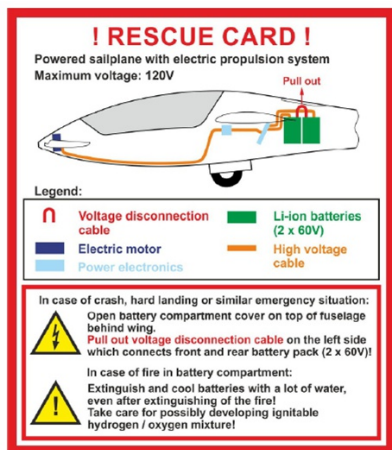 ! RESCUE CARD !
Powered sailplane with electric propulsion system
Maximum voltage: 120V
Pull out
Legend:
Voltage disconnection
cable
Li-ion batteries
(2 x 60V)
Electric motor
High voltage
cable
Power electronics
In case of crash, hard landing or similar emergency situation:
Open battery compartment cover on top of fuselage
behind wing.
Pull out voltage disconnection cable on the left side
which connects front and rear battery pack (2 x 60V)!
In case of fire in battery compartment:
Extinguish and cool batteries with a lot of water,
even after extinguishing of the fire!
Take care for possibly developing ignitable
hydrogen / oxygen mixture!